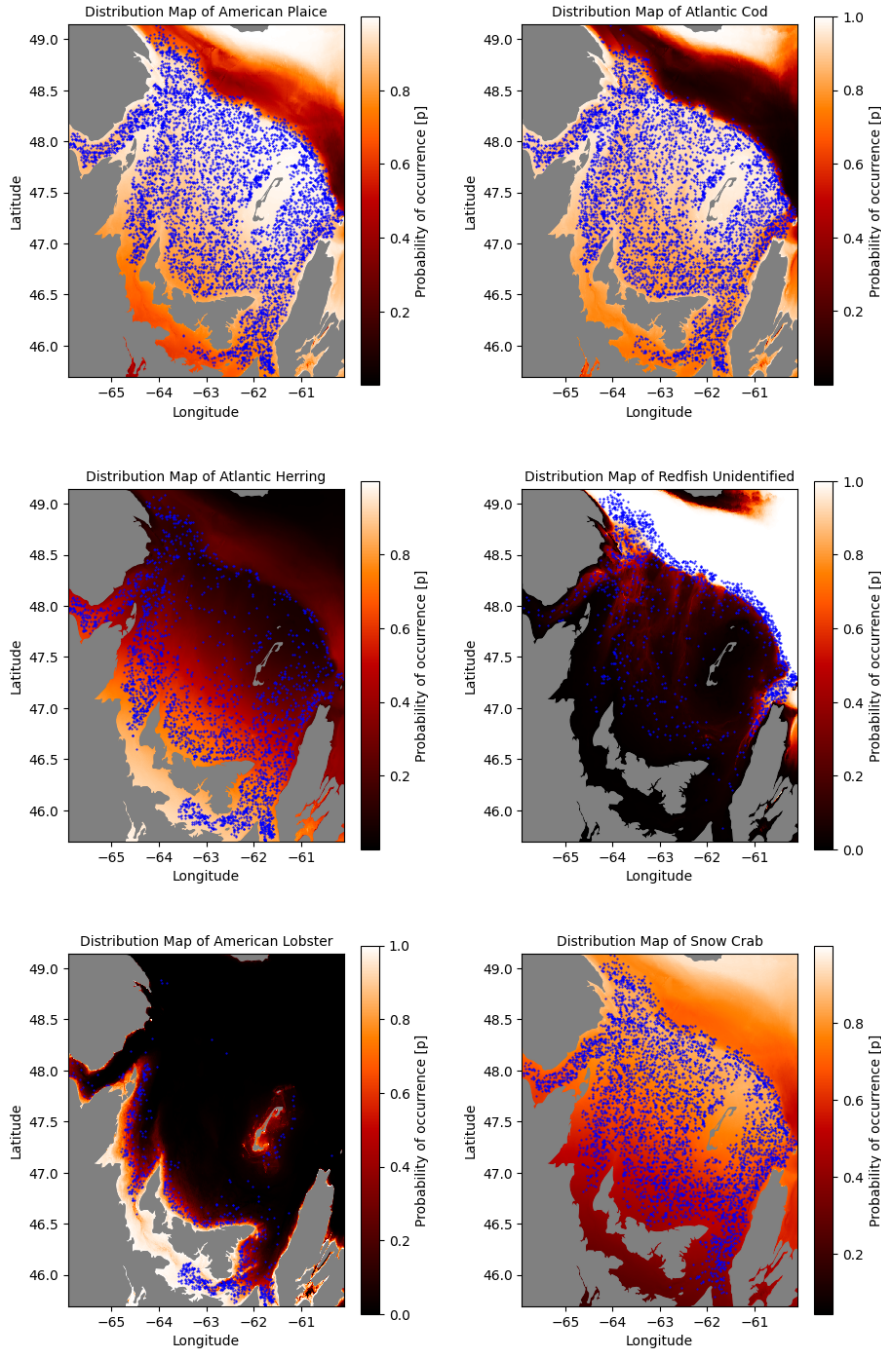 Distribution Map of American Plaice
49.0
48.5
48.0
47.5
47.0
46.5
46.0
Latitude
−65 −64 −63 −62 −61
Longitude
0.8
0.6
0.4
0.2
Probability of occurrence [p]
Distribution Map of Atlantic Cod
49.0
48.5
48.0
47.5
47.0
46.5
46.0
Latitude
−65 −64 −63 −62 −61
Longitude
1.0
0.8
0.6
0.4
0.2
0.0
Probability of occurrence [p]
Distribution Map of Atlantic Herring
49.0
48.5
48.0
47.5
47.0
46.5
46.0
Latitude
−65 −64 −63 −62 −61
Longitude
0.8
0.6
0.4
0.2
Probability of occurrence [p]
Distribution Map of Redfish Unidentified
49.0
48.5
48.0
47.5
47.0
46.5
46.0
Latitude
−65 −64 −63 −62 −61
Longitude
1.0
0.8
0.6
0.4
0.2
0.0
Probability of occurrence [p]
Distribution Map of American Lobster
49.0
48.5
48.0
47.5
47.0
46.5
46.0
Latitude
−65 −64 −63 −62 −61
Longitude
1.0
0.8
0.6
0.4
0.2
0.0
Probability of occurrence [p]
Distribution Map of Snow Crab
49.0
48.5
48.0
47.5
47.0
46.5
46.0
Latitude
−65 −64 −63 −62 −61
Longitude
0.8
0.6
0.4
0.2
Probability of occurrence [p]